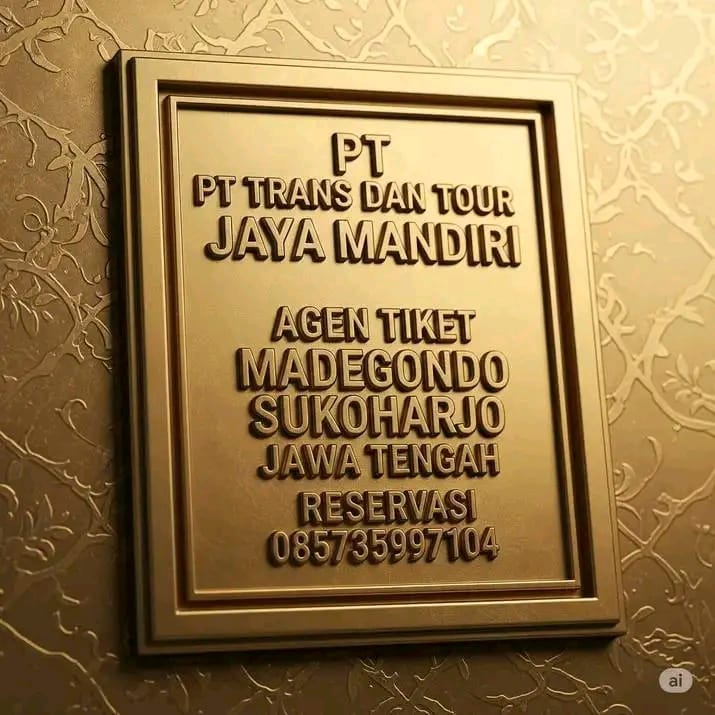 PT
PT TRANS DAN TOUR
JAYA MANDIRI
AGEN TIKET
MADEGONDO
SUKOHARJO
JAWA TENGAH
RESERVASI
085735997104
ai